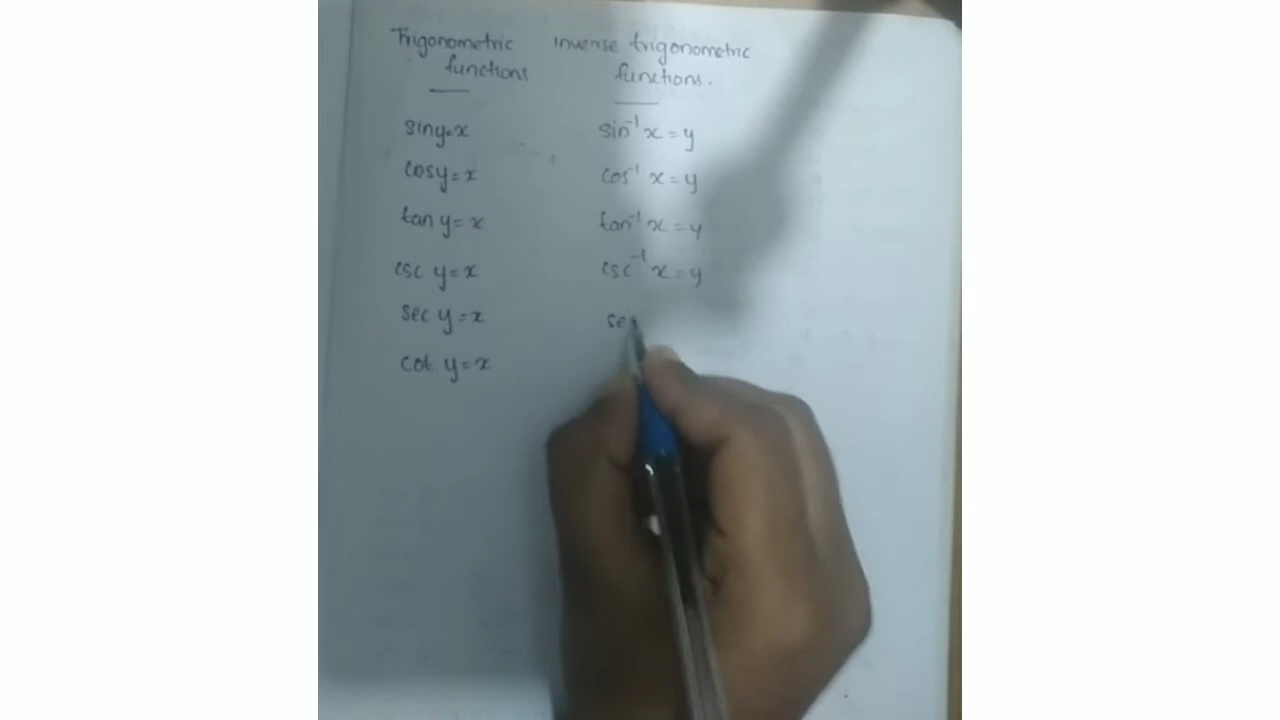 Trigonometric functions
inverse trigonometric functions.
sin y = x
sin⁻¹ x = y
cos y = x
cos⁻¹ x = y
tan y = x
tan⁻¹ x = y
csc y = x
csc⁻¹ x = y
sec y = x
se
cot y = x